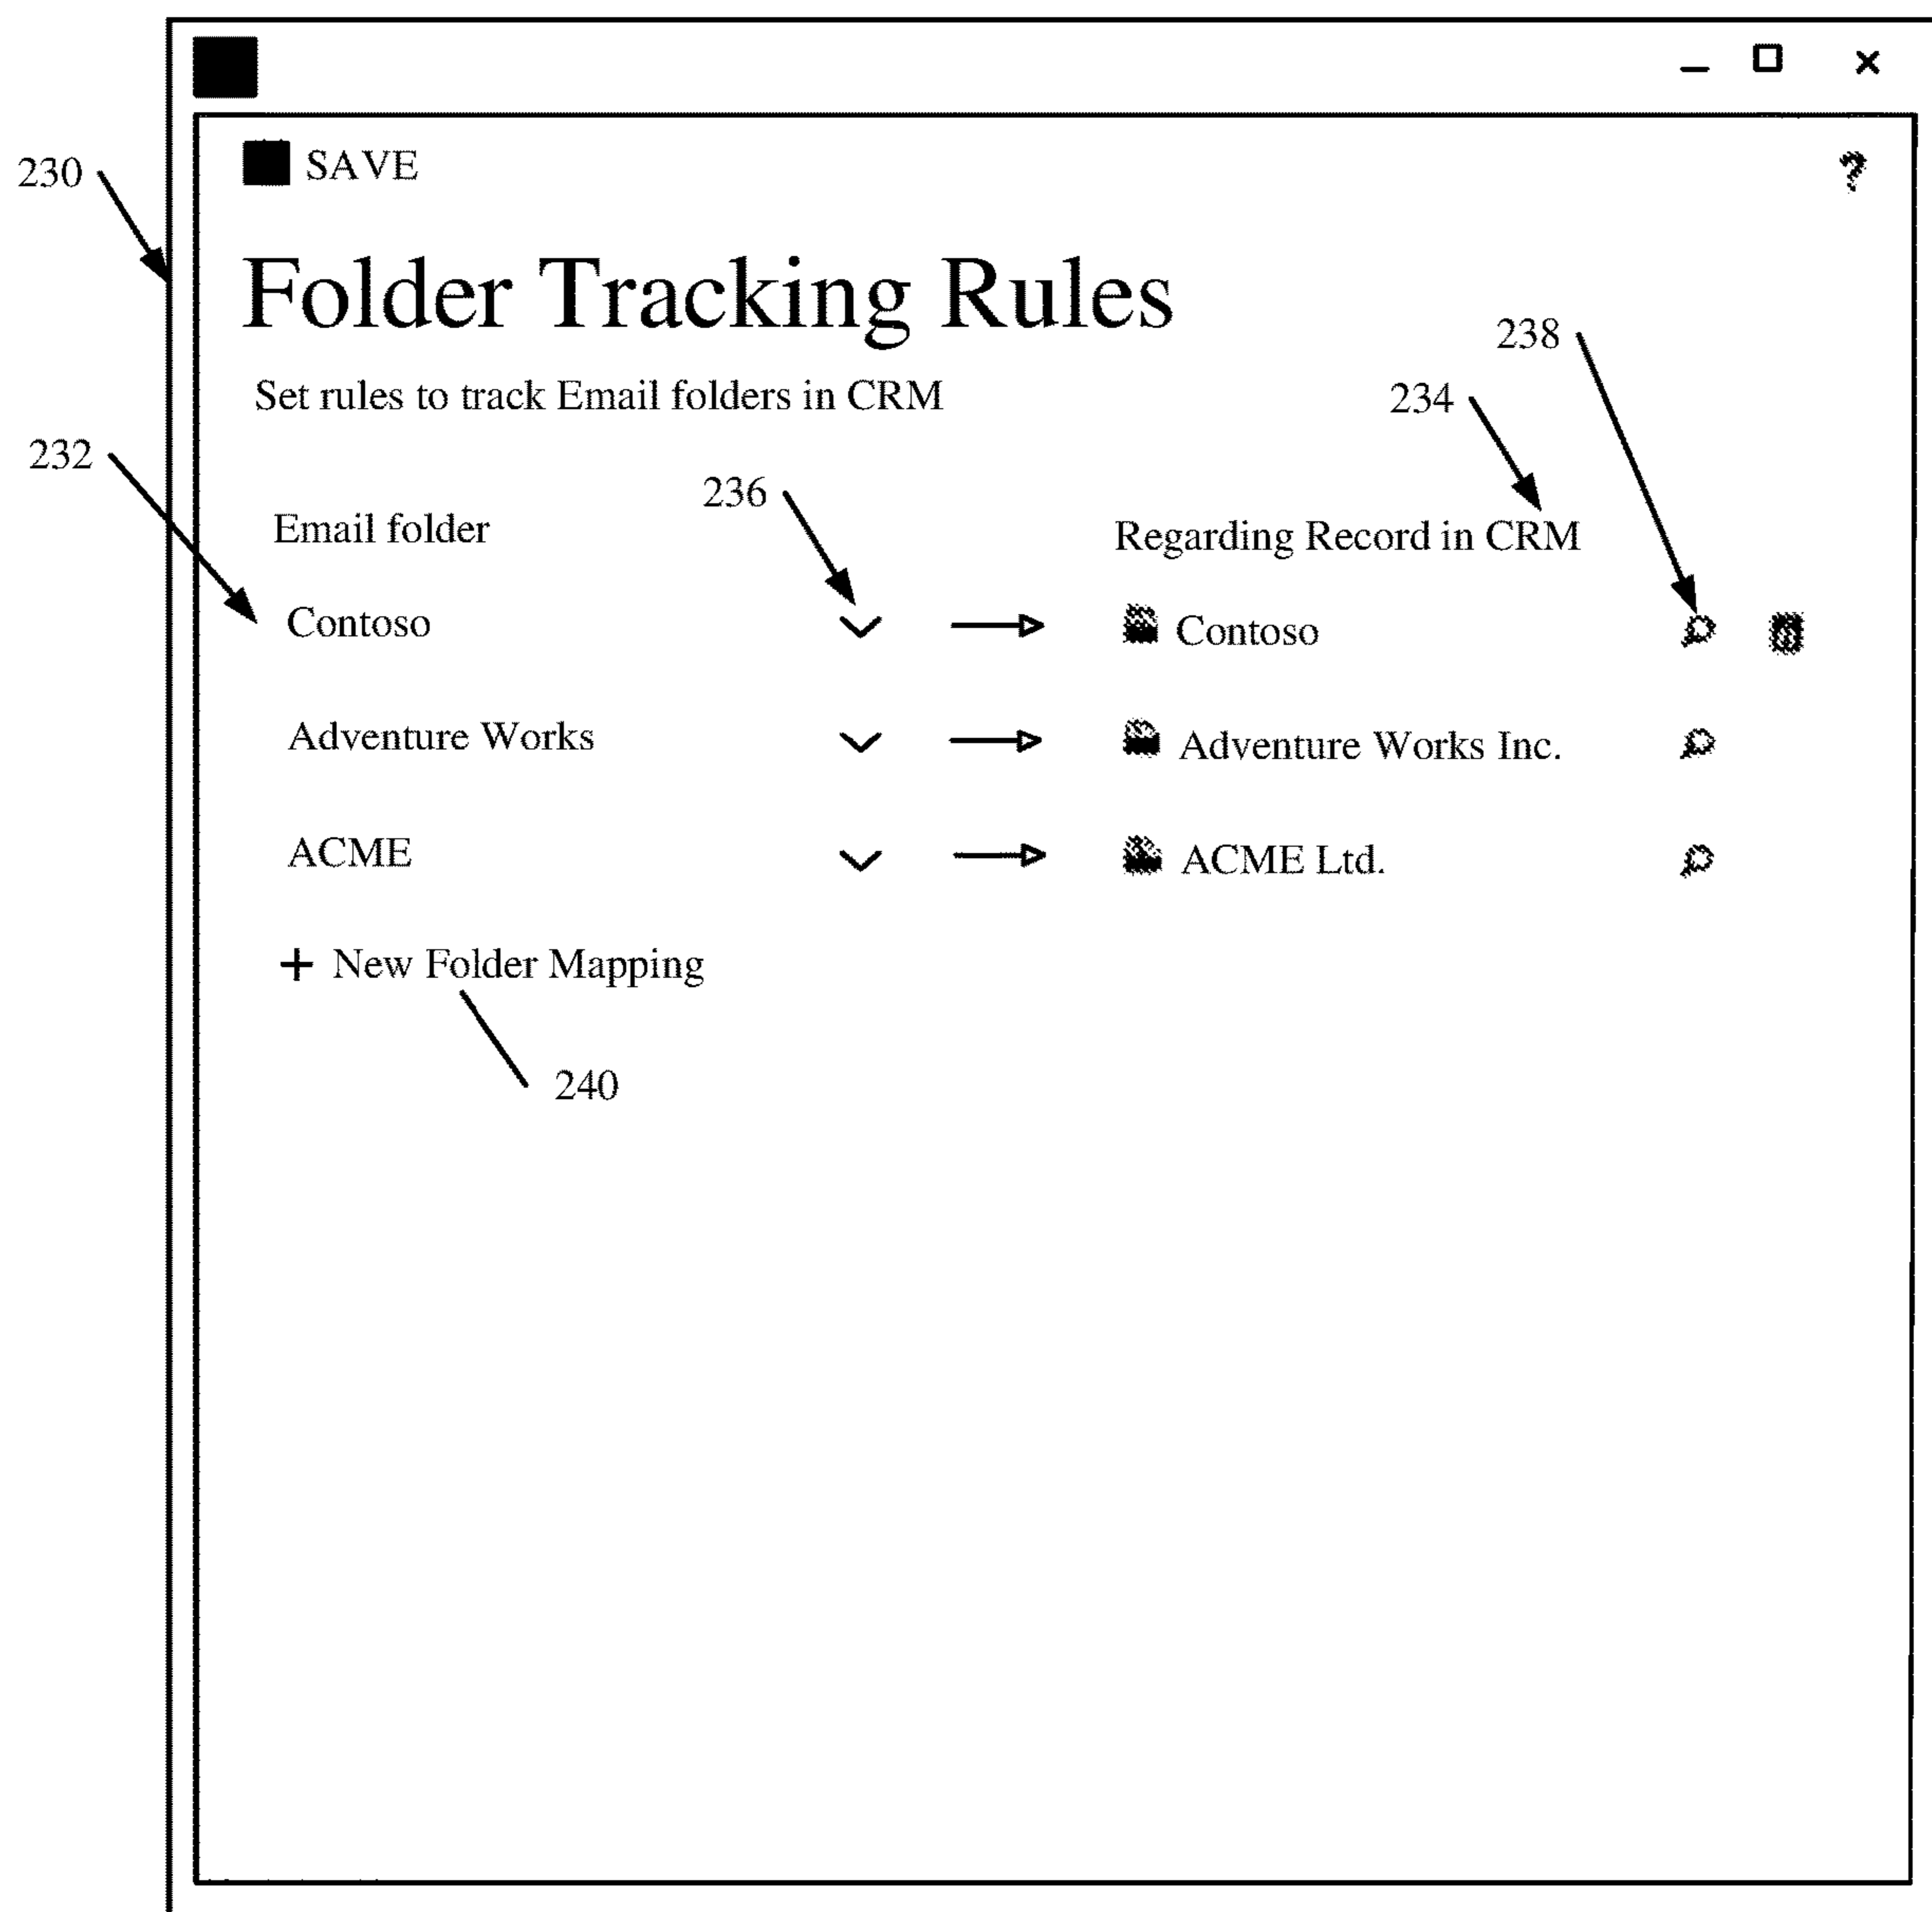 230
SAVE
?
Folder Tracking Rules
238
Set rules to track Email folders in CRM
234
232
236
Email folder
Regarding Record in CRM
Contoso
Contoso
Adventure Works
Adventure Works Inc.
ACME
ACME Ltd.
+ New Folder Mapping
240